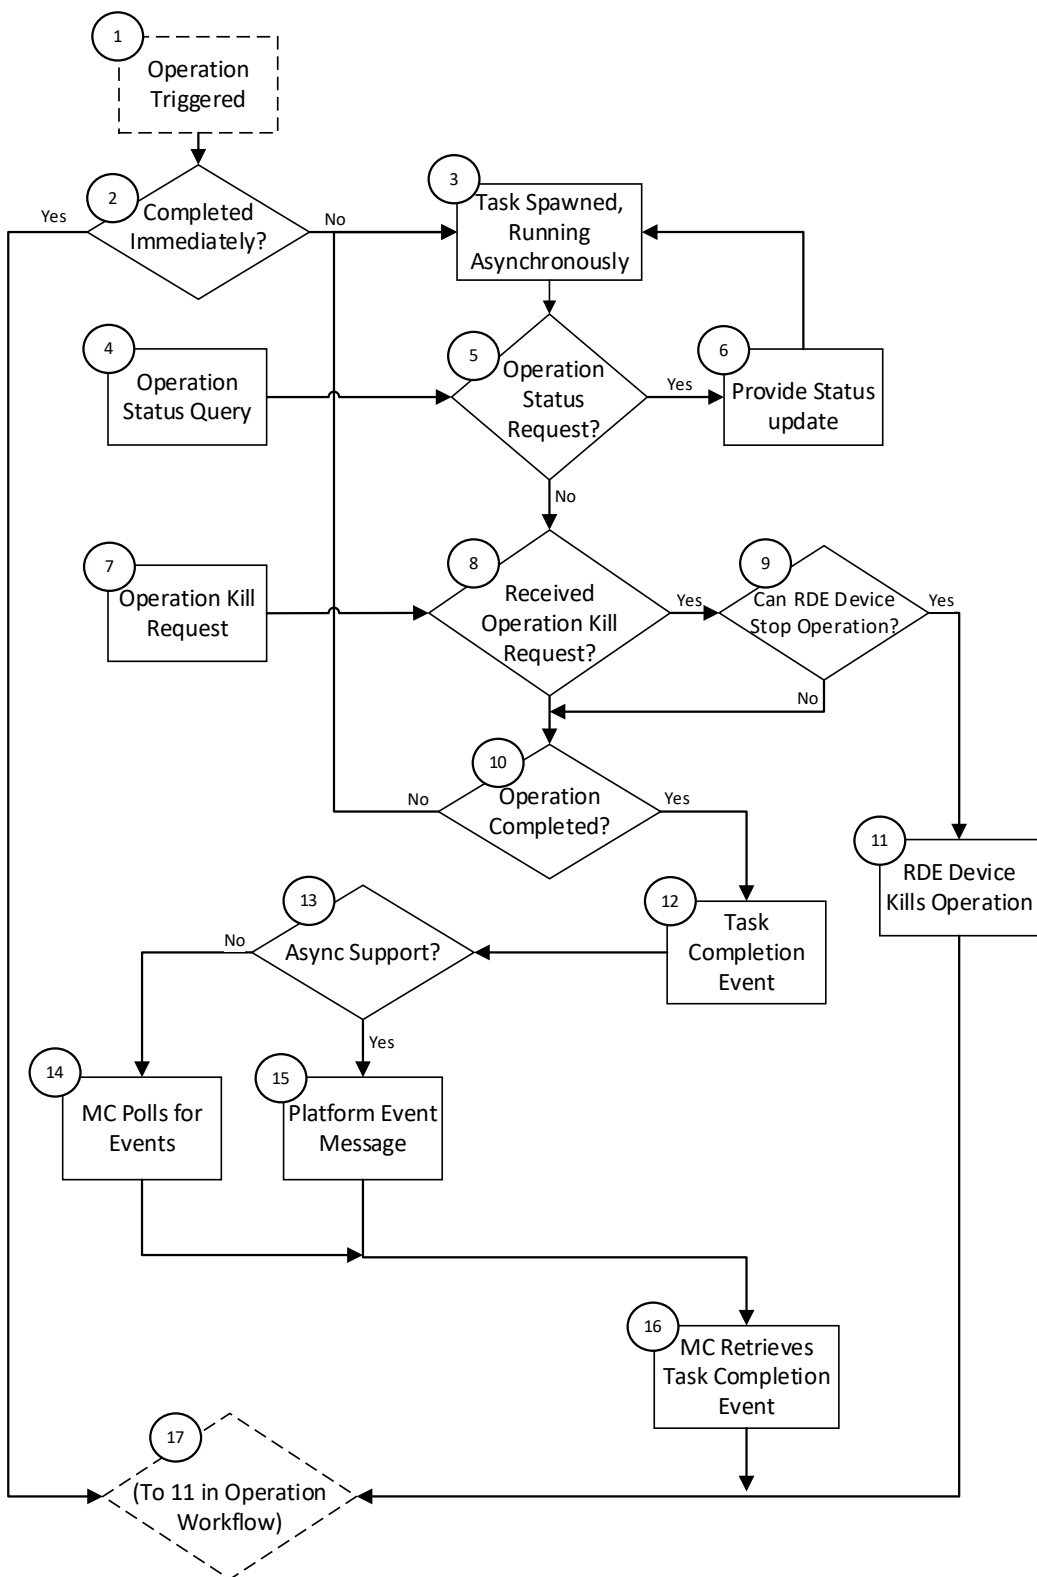 1
Operation
Triggered
2
Completed
Immediately?
Yes
No
3
Task Spawned,
Running
Asynchronously
4
Operation
Status Query
5
Operation
Status
Request?
Yes
No
6
Provide Status
update
7
Operation Kill
Request
8
Received
Operation Kill
Request?
Yes
9
Can RDE Device
Stop Operation?
Yes
No
10
Operation
Completed?
No
Yes
11
RDE Device
Kills Operation
12
Task
Completion
Event
13
Async Support?
No
Yes
14
MC Polls for
Events
15
Platform Event
Message
16
MC Retrieves
Task Completion
Event
17
(To 11 in Operation
Workflow)